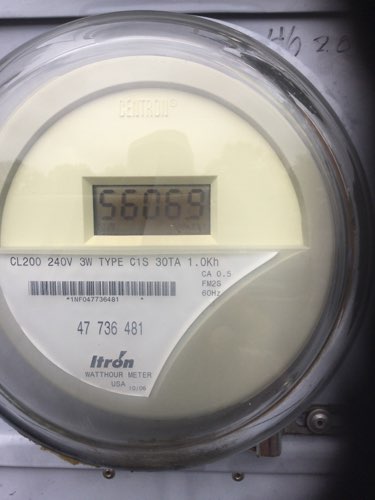 CENTRON®
56069
CL200 240V 3W TYPE C1S 30TA 1.0Kh
CA 0.5
FM2S
60Hz
*1NF047736481 *
47 736 481
Itrón
WATTHOUR METER
USA 10/06